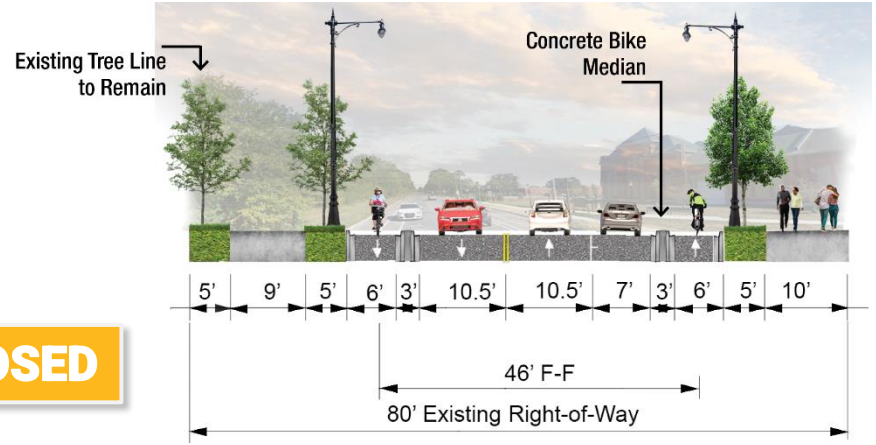 Existing Tree Line
to Remain
Concrete Bike
Median
5’ 9’ 5’ 6’ 3’ 10.5’ 10.5’ 7’ 3’ 6’ 5’ 10’
OSED
46’ F-F
80’ Existing Right-of-Way